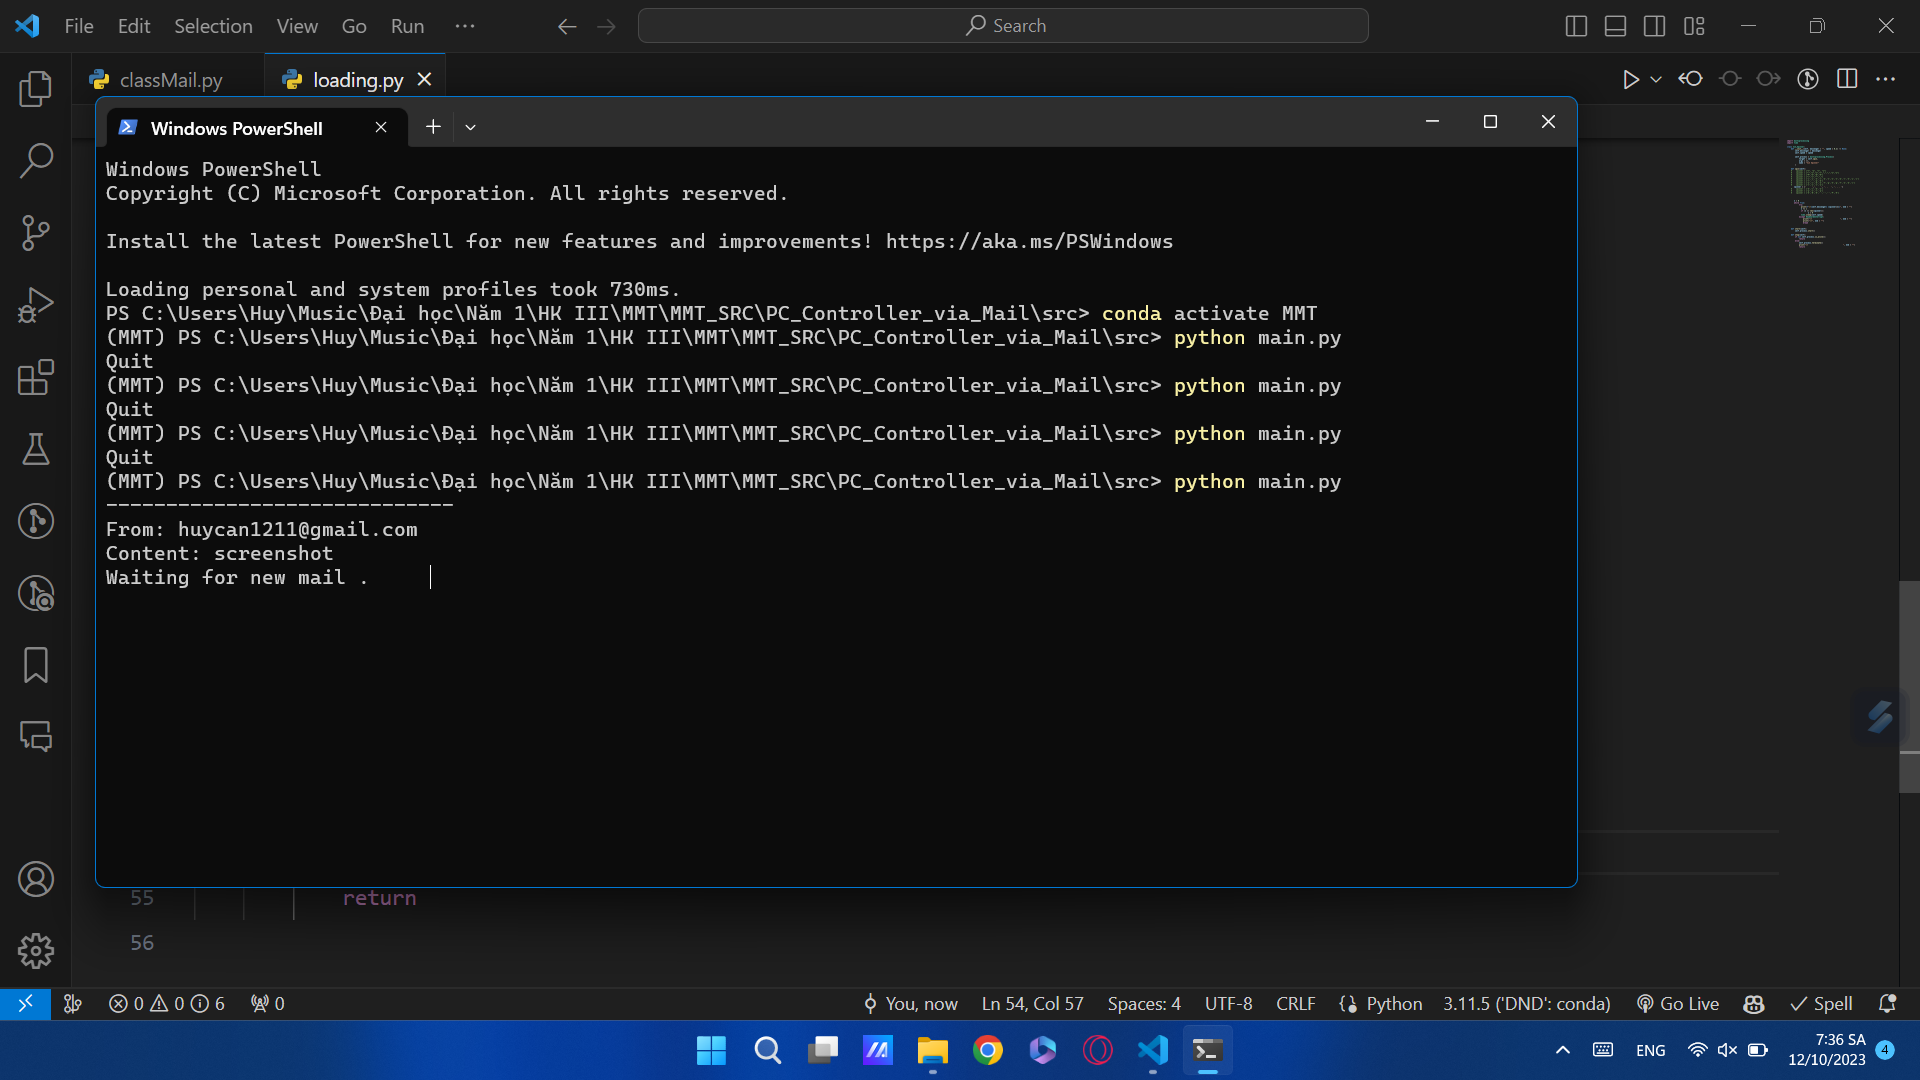 File Edit Selection View Go Run ··· Search
classMail.py loading.py
Windows PowerShell
Windows PowerShell
Copyright (C) Microsoft Corporation. All rights reserved.
Install the latest PowerShell for new features and improvements! https://aka.ms/PSWindows
Loading personal and system profiles took 730ms.
PS C:\Users\Huy\Music\Đại học\Năm 1\HK III\MMT\MMT_SRC\PC_Controller_via_Mail\src> conda activate MMT
(MMT) PS C:\Users\Huy\Music\Đại học\Năm 1\HK III\MMT\MMT_SRC\PC_Controller_via_Mail\src> python main.py
Quit
(MMT) PS C:\Users\Huy\Music\Đại học\Năm 1\HK III\MMT\MMT_SRC\PC_Controller_via_Mail\src> python main.py
Quit
(MMT) PS C:\Users\Huy\Music\Đại học\Năm 1\HK III\MMT\MMT_SRC\PC_Controller_via_Mail\src> python main.py
Quit
(MMT) PS C:\Users\Huy\Music\Đại học\Năm 1\HK III\MMT\MMT_SRC\PC_Controller_via_Mail\src> python main.py
-----------------------------
From: huycan1211@gmail.com
Content: screenshot
Waiting for new mail .
55 return
56
0 0 6 0 You, now Ln 54, Col 57 Spaces: 4 UTF-8 CRLF Python 3.11.5 ('DND': conda) Go Live Spell
ENG 7:36 SA
12/10/2023 4